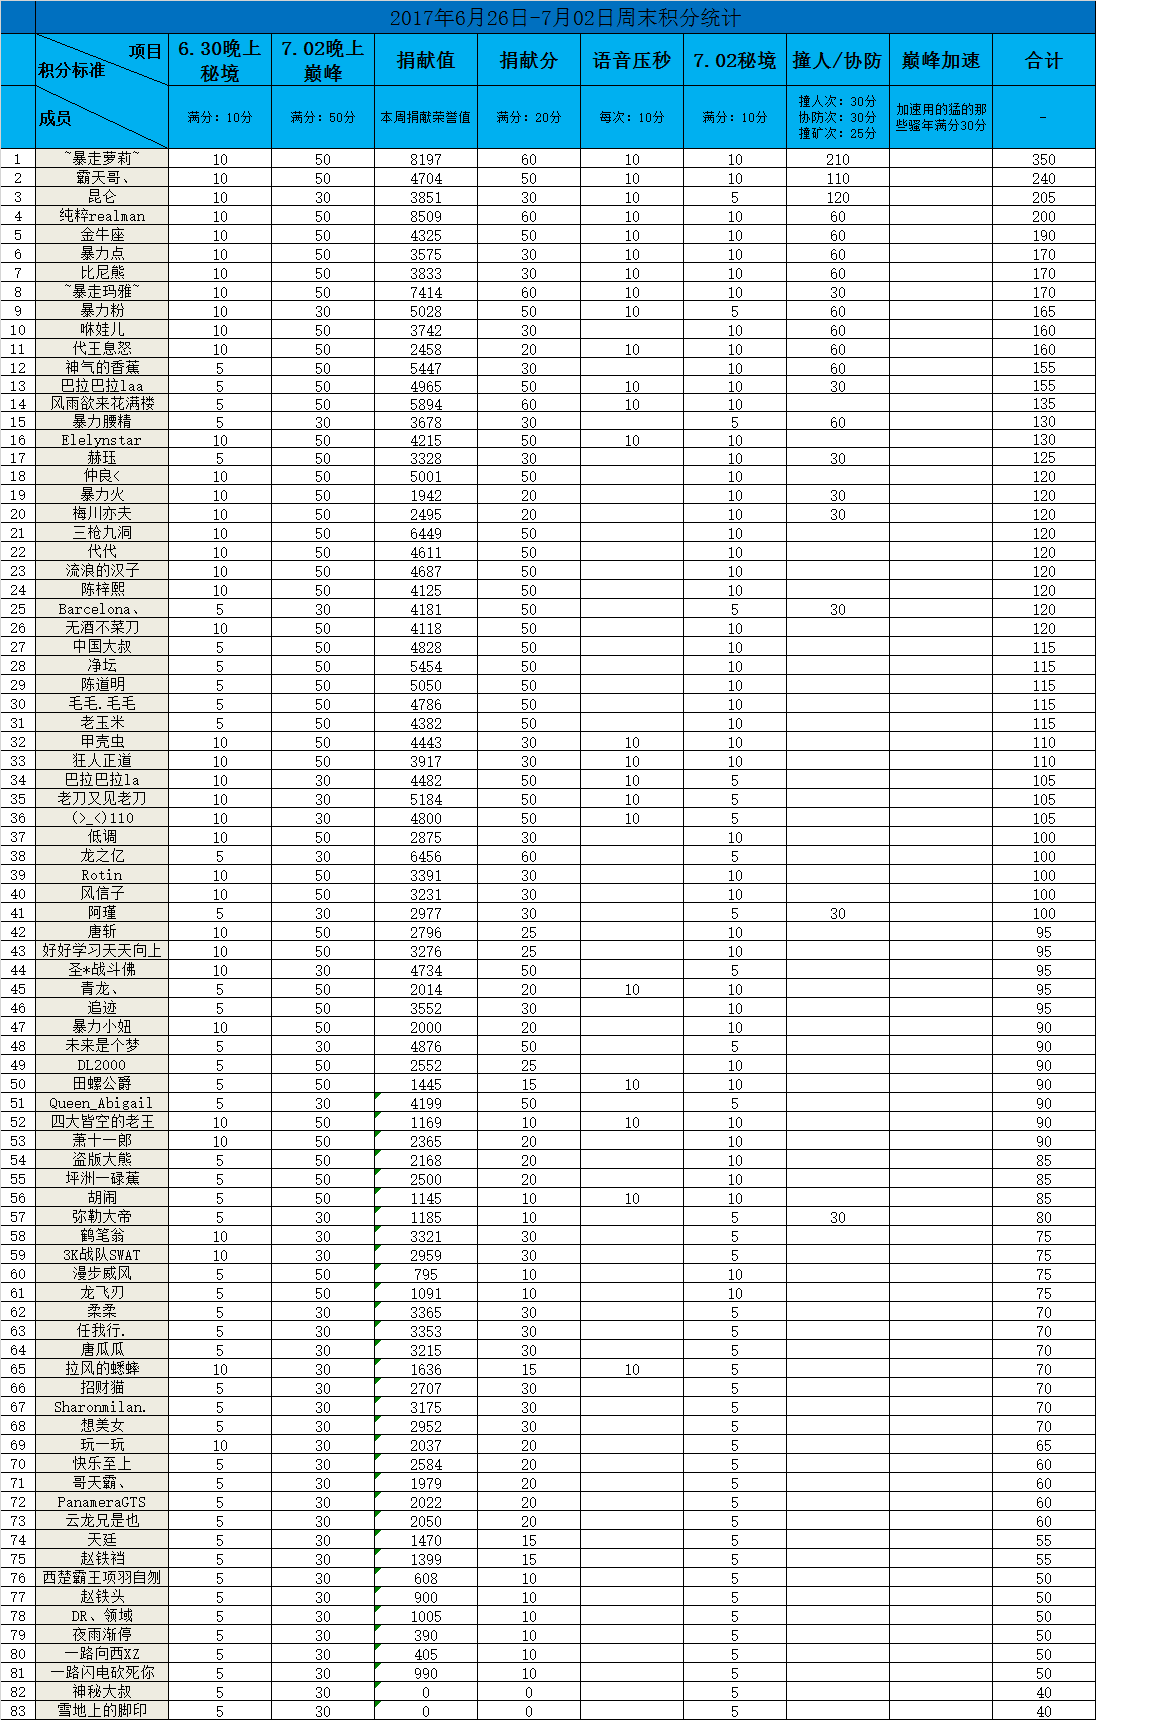 2017年6月26日-7月02日周末积分统计
项目 6.30晚上 7.02晚上 捐献值 捐献分 语音压秒 7.02秘境 撞人/协防 巅峰加速 合计
积分标准 秘境 巅峰
成员 满分：10分 满分：50分 本周捐献荣誉值 满分：20分 每次：10分 满分：10分 撞人次：30分 加速用的猛的那 -
协防次：30分 些骚年满分30分
撞矿次：25分
1 ~暴走萝莉~ 10 50 8197 60 10 10 210 350
2 霸天哥、 10 50 4704 50 10 10 110 240
3 昆仑 10 30 3851 30 10 5 120 205
4 纯粹realman 10 50 8509 60 10 10 60 200
5 金牛座 10 50 4325 50 10 10 60 190
6 暴力点 10 50 3575 30 10 10 60 170
7 比尼熊 10 50 3833 30 10 10 60 170
8 ~暴走玛雅~ 10 50 7414 60 10 10 30 170
9 暴力粉 10 30 5028 50 10 5 60 165
10 咻娃儿 10 50 3742 30 10 60 160
11 代王息怒 10 50 2458 20 10 10 60 160
12 神气的香蕉 5 50 5447 30 10 60 155
13 巴拉巴拉laa 5 50 4965 50 10 10 30 155
14 风雨欲来花满楼 5 50 5894 60 10 10 135
15 暴力腰精 5 30 3678 30 5 60 130
16 Elelynstar 10 50 4215 50 10 10 130
17 赫珏 5 50 3328 30 10 30 125
18 仲良< 10 50 5001 50 10 120
19 暴力火 10 50 1942 20 10 30 120
20 梅川亦夫 10 50 2495 20 10 30 120
21 三枪九洞 10 50 6449 50 10 120
22 代代 10 50 4611 50 10 120
23 流浪的汉子 10 50 4687 50 10 120
24 陈梓熙 10 50 4125 50 10 120
25 Barcelona、 5 30 4181 50 5 30 120
26 无酒不菜刀 10 50 4118 50 10 120
27 中国大叔 5 50 4828 50 10 115
28 净坛 5 50 5454 50 10 115
29 陈道明 5 50 5050 50 10 115
30 毛毛.毛毛 5 50 4786 50 10 115
31 老玉米 5 50 4382 50 10 115
32 甲壳虫 10 50 4443 30 10 10 110
33 狂人正道 10 50 3917 30 10 10 110
34 巴拉巴拉la 10 30 4482 50 10 5 105
35 老刀又见老刀 10 30 5184 50 10 5 105
36 (>_<)110 10 30 4800 50 10 5 105
37 低调 10 50 2875 30 10 100
38 龙之亿 5 30 6456 60 5 100
39 Rotin 10 50 3391 30 10 100
40 风信子 10 50 3231 30 10 100
41 阿瑾 5 30 2977 30 5 30 100
42 唐斩 10 50 2796 25 10 95
43 好好学习天天向上 10 50 3276 25 10 95
44 圣*战斗佛 10 30 4734 50 5 95
45 青龙、 5 50 2014 20 10 10 95
46 追迹 5 50 3552 30 10 95
47 暴力小妞 10 50 2000 20 10 90
48 未来是个梦 5 30 4876 50 5 90
49 DL2000 5 50 2552 25 10 90
50 田螺公爵 5 50 1445 15 10 10 90
51 Queen_Abigail 5 30 4199 50 5 90
52 四大皆空的老王 10 50 1169 10 10 10 90
53 萧十一郎 10 50 2365 20 10 90
54 盗版大熊 5 50 2168 20 10 85
55 坪洲一碌蕉 5 50 2500 20 10 85
56 胡闹 5 50 1145 10 10 10 85
57 弥勒大帝 5 30 1185 10 5 30 80
58 鹤笔翁 10 30 3321 30 5 75
59 3K战队SWAT 10 30 2959 30 5 75
60 漫步威风 5 50 795 10 10 75
61 龙飞刃 5 50 1091 10 10 75
62 柔柔 5 30 3365 30 5 70
63 任我行. 5 30 3353 30 5 70
64 唐瓜瓜 5 30 3215 30 5 70
65 拉风的蟋蟀 10 30 1636 15 10 5 70
66 招财猫 5 30 2707 30 5 70
67 Sharonmilan. 5 30 3175 30 5 70
68 想美女 5 30 2952 30 5 70
69 玩一玩 10 30 2037 20 5 65
70 快乐至上 5 30 2584 20 5 60
71 哥天霸、 5 30 1979 20 5 60
72 PanameraGTS 5 30 2022 20 5 60
73 云龙兄是也 5 30 2050 20 5 60
74 天廷 5 30 1470 15 5 55
75 赵铁裆 5 30 1399 15 5 55
76 西楚霸王项羽自刎 5 30 608 10 5 50
77 赵铁头 5 30 900 10 5 50
78 DR、领域 5 30 1005 10 5 50
79 夜雨渐停 5 30 390 10 5 50
80 一路向西XZ 5 30 405 10 5 50
81 一路闪电砍死你 5 30 990 10 5 50
82 神秘大叔 5 30 0 0 5 40
83 雪地上的脚印 5 30 0 0 5 40